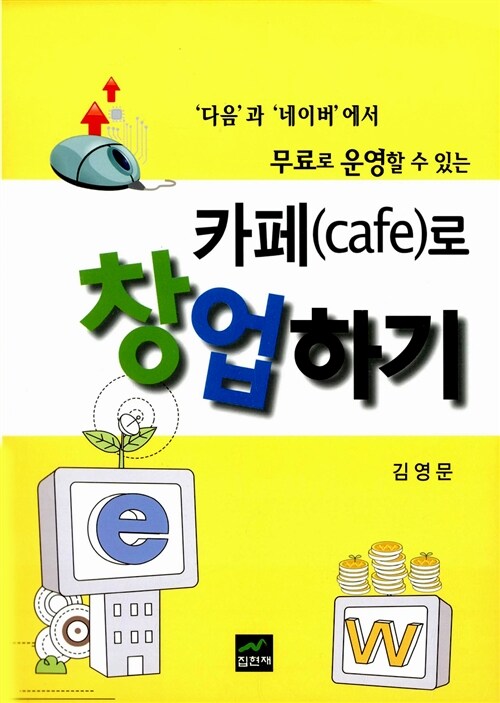 ‘다음’과 ‘네이버’에서
무료로 운영할 수 있는
카페(cafe)로
창업하기
김영문
e
W
집현재